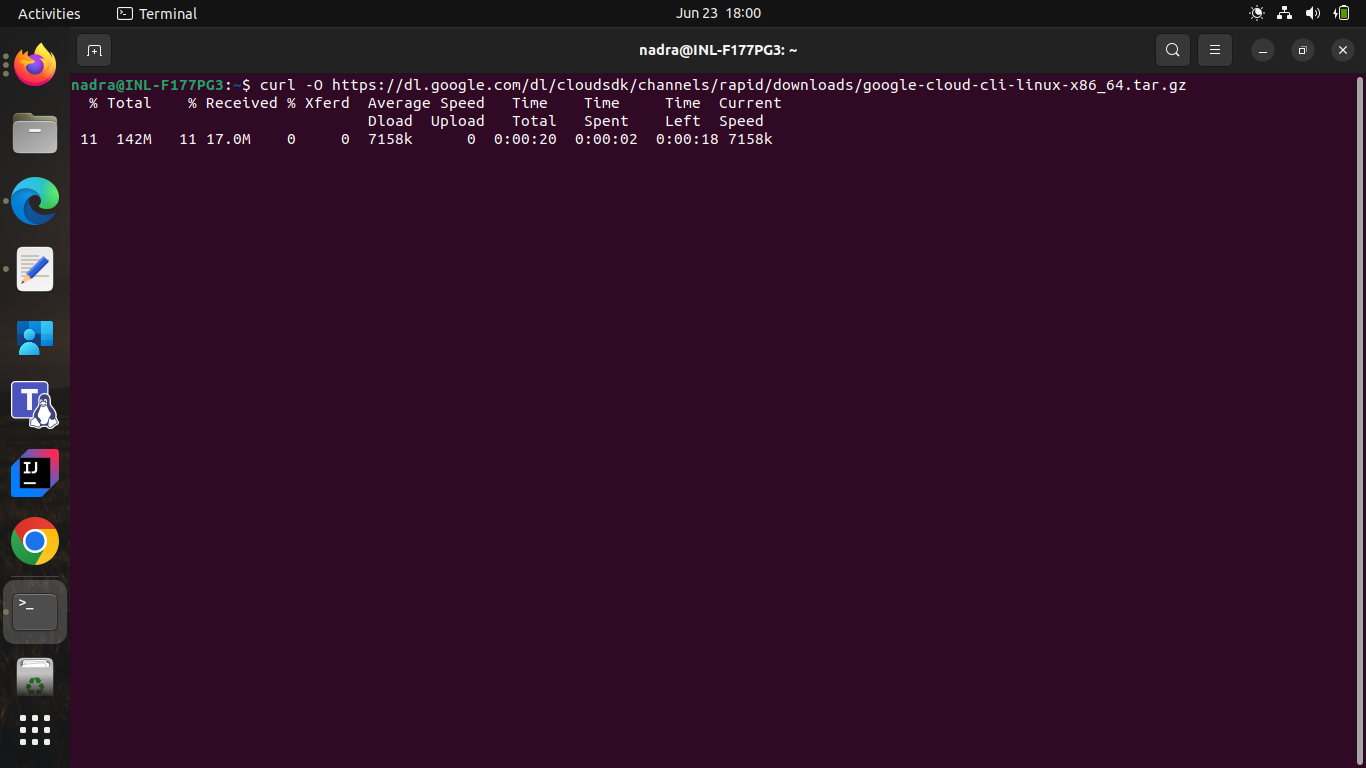 Activities
Terminal
Jun 23 18:00
nadra@INL-F177PG3: ~
nadra@INL-F177PG3:~$ curl -O https://dl.google.com/dl/cloudsdk/channels/rapid/downloads/google-cloud-cli-linux-x86_64.tar.gz
% Total % Received % Xferd Average Speed Time Time Time Current
Dload Upload Total Spent Left Speed
11 142M 11 17.0M 0 0 7158k 0 0:00:20 0:00:02 0:00:18 7158k
T
IJ
>_